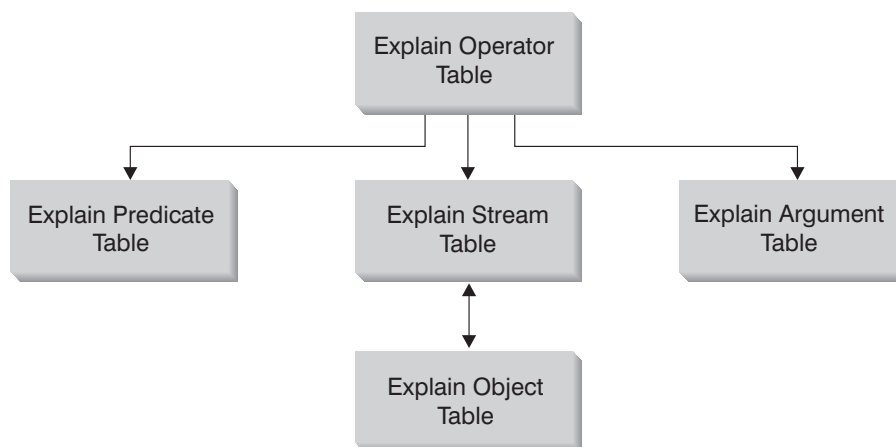 Explain Operator
Table
Explain Predicate
Table
Explain Stream
Table
Explain Argument
Table
Explain Object
Table